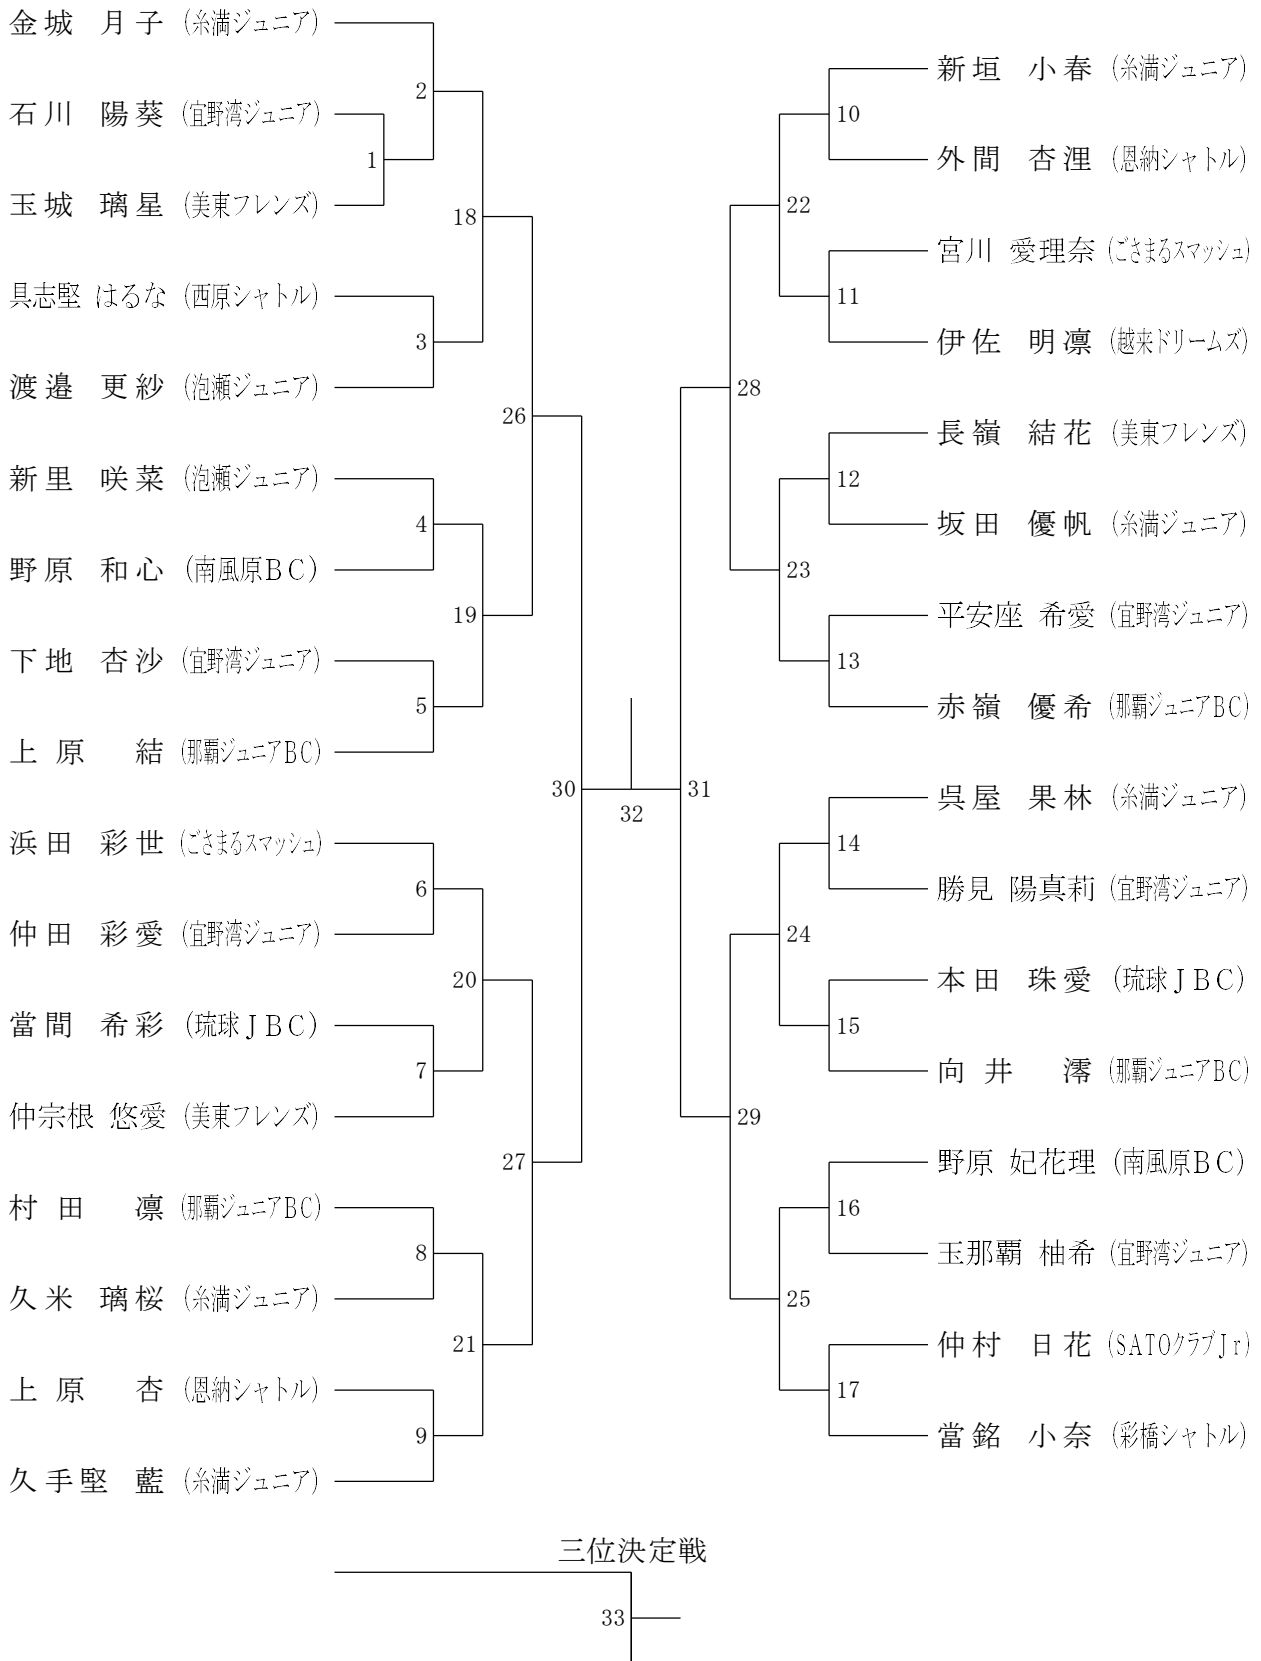 金城 月子 (糸満ジュニア)
石川 陽葵 (宜野湾ジュニア)
玉城 璃星 (美東フレンズ)
具志堅 はるな (西原シャトル)
渡邉 更紗 (泡瀬ジュニア)
新里 咲菜 (泡瀬ジュニア)
野原 和心 (南風原BC)
下地 杏沙 (宜野湾ジュニア)
上原 結 (那覇ジュニアBC)
浜田 彩世 (ごさまるスマッシュ)
仲田 彩愛 (宜野湾ジュニア)
當間 希彩 (琉球JBC)
仲宗根 悠愛 (美東フレンズ)
村田 凛 (那覇ジュニアBC)
久米 璃桜 (糸満ジュニア)
上原 杏 (恩納シャトル)
久手堅 藍 (糸満ジュニア)
1
2
3
4
5
6
7
8
9
18
19
20
21
26
27
30
32
31
28
29
22
23
24
25
10
11
12
13
14
15
16
17
新垣 小春 (糸満ジュニア)
外間 杏浬 (恩納シャトル)
宮川 愛理奈 (ごさまるスマッシュ)
伊佐 明凛 (越来ドリームズ)
長嶺 結花 (美東フレンズ)
坂田 優帆 (糸満ジュニア)
平安座 希愛 (宜野湾ジュニア)
赤嶺 優希 (那覇ジュニアBC)
呉屋 果林 (糸満ジュニア)
勝見 陽真莉 (宜野湾ジュニア)
本田 珠愛 (琉球JBC)
向井 澪 (那覇ジュニアBC)
野原 妃花理 (南風原BC)
玉那覇 柚希 (宜野湾ジュニア)
仲村 日花 (SATOクラブJr)
當銘 小奈 (彩橋シャトル)
三位決定戦
33